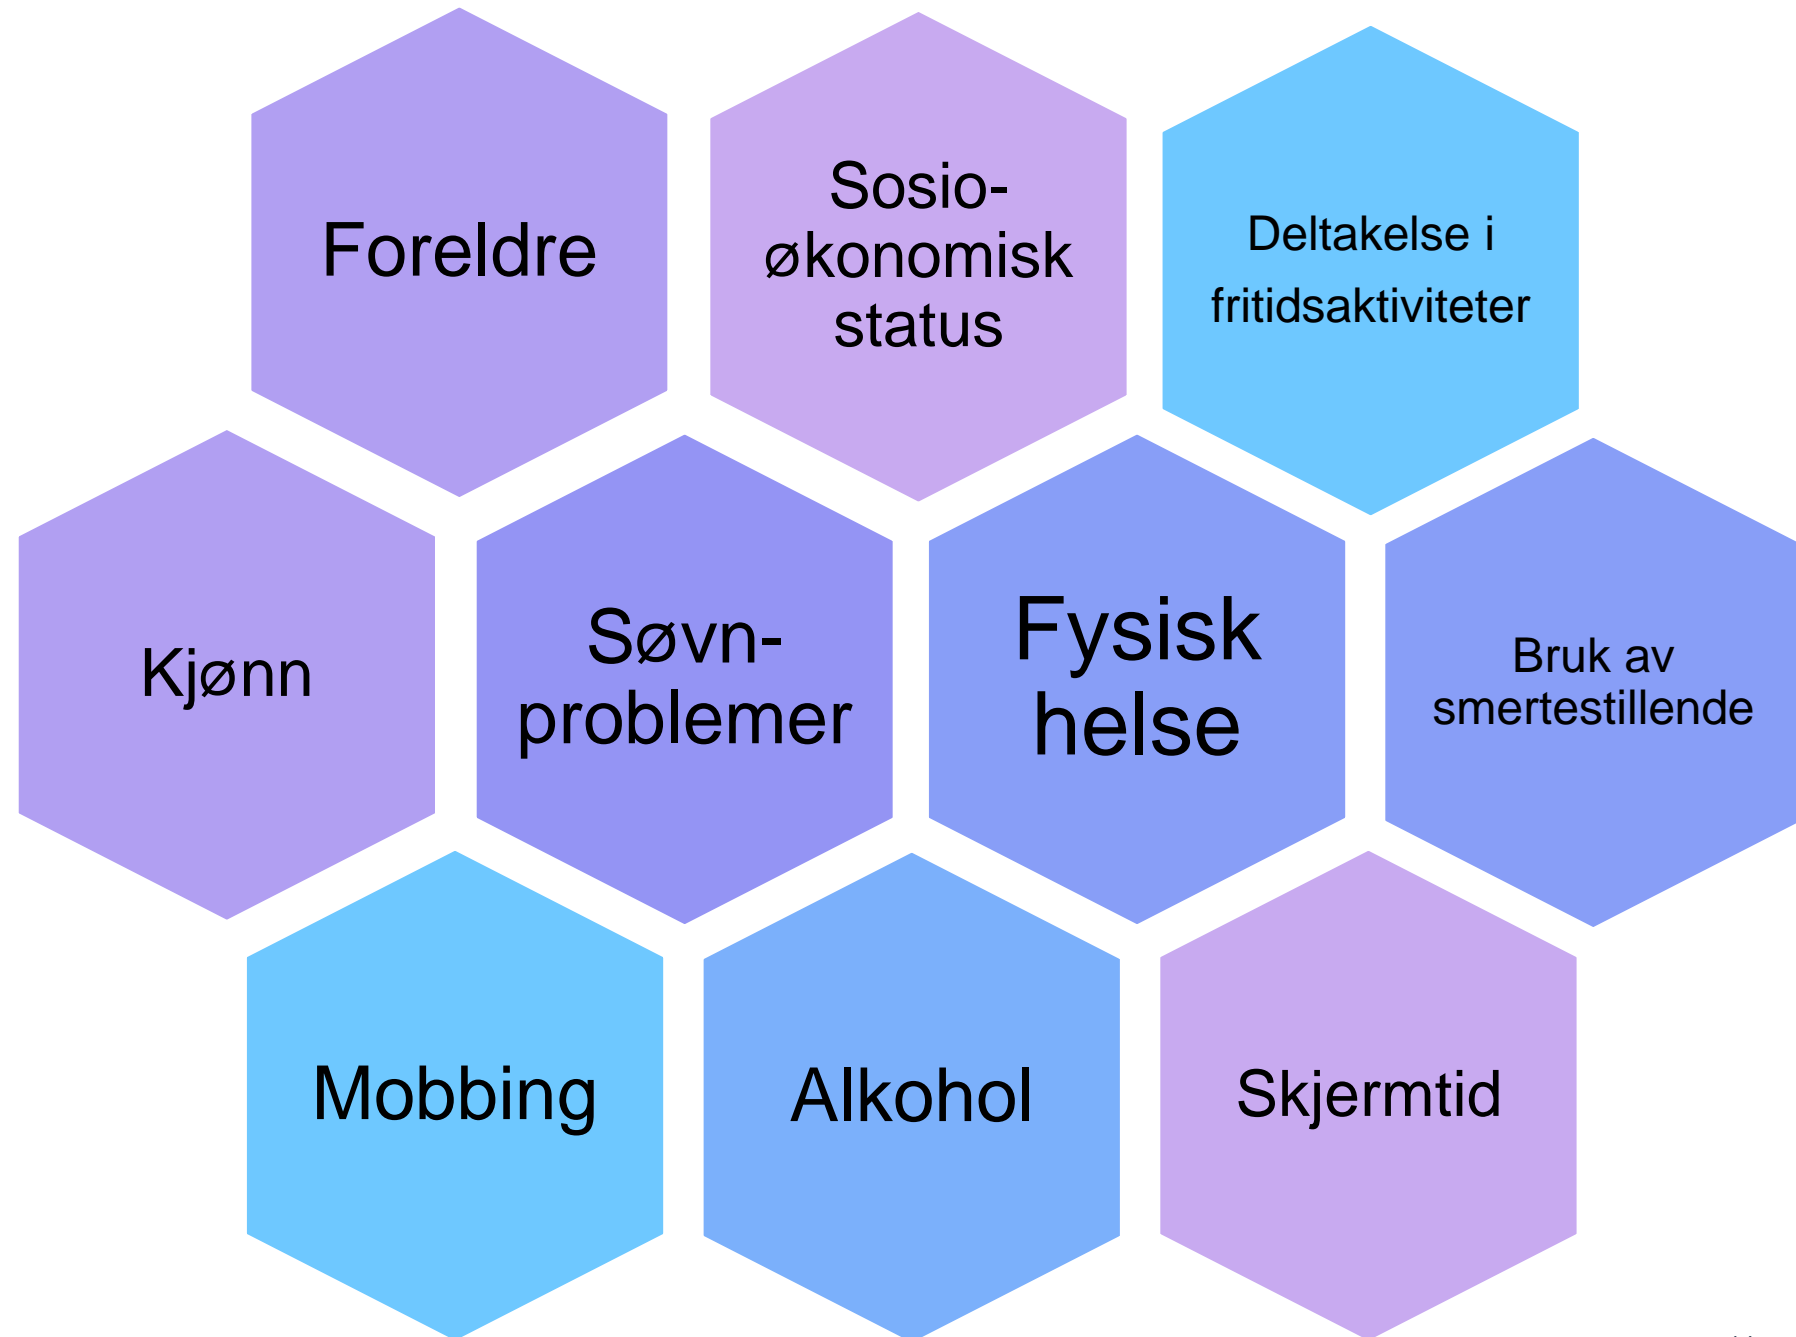 Foreldre
Sosio-
økonomisk
status
Deltakelse i
fritidsaktiviteter
Kjønn
Søvn-
problemer
Fysisk
helse
Bruk av
smertestillende
Mobbing
Alkohol
Skjermtid